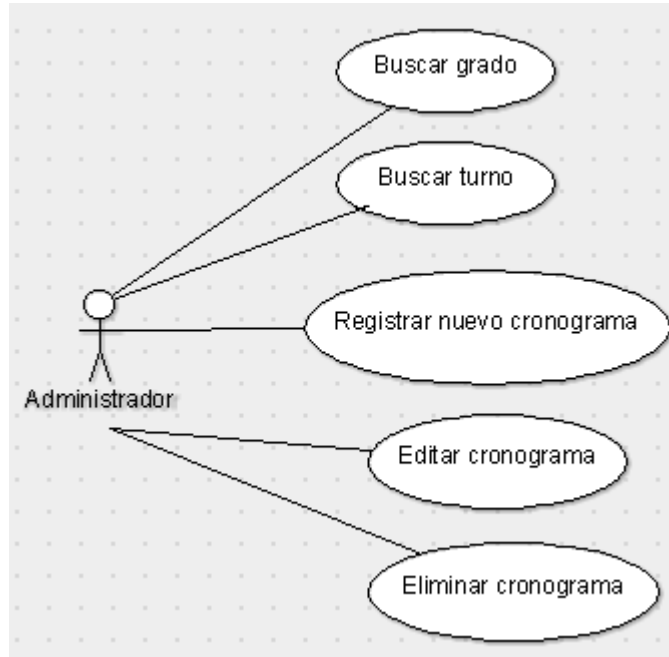 Buscar grado
Buscar turno
Registrar nuevo cronograma
Administrador
Editar cronograma
Eliminar cronograma